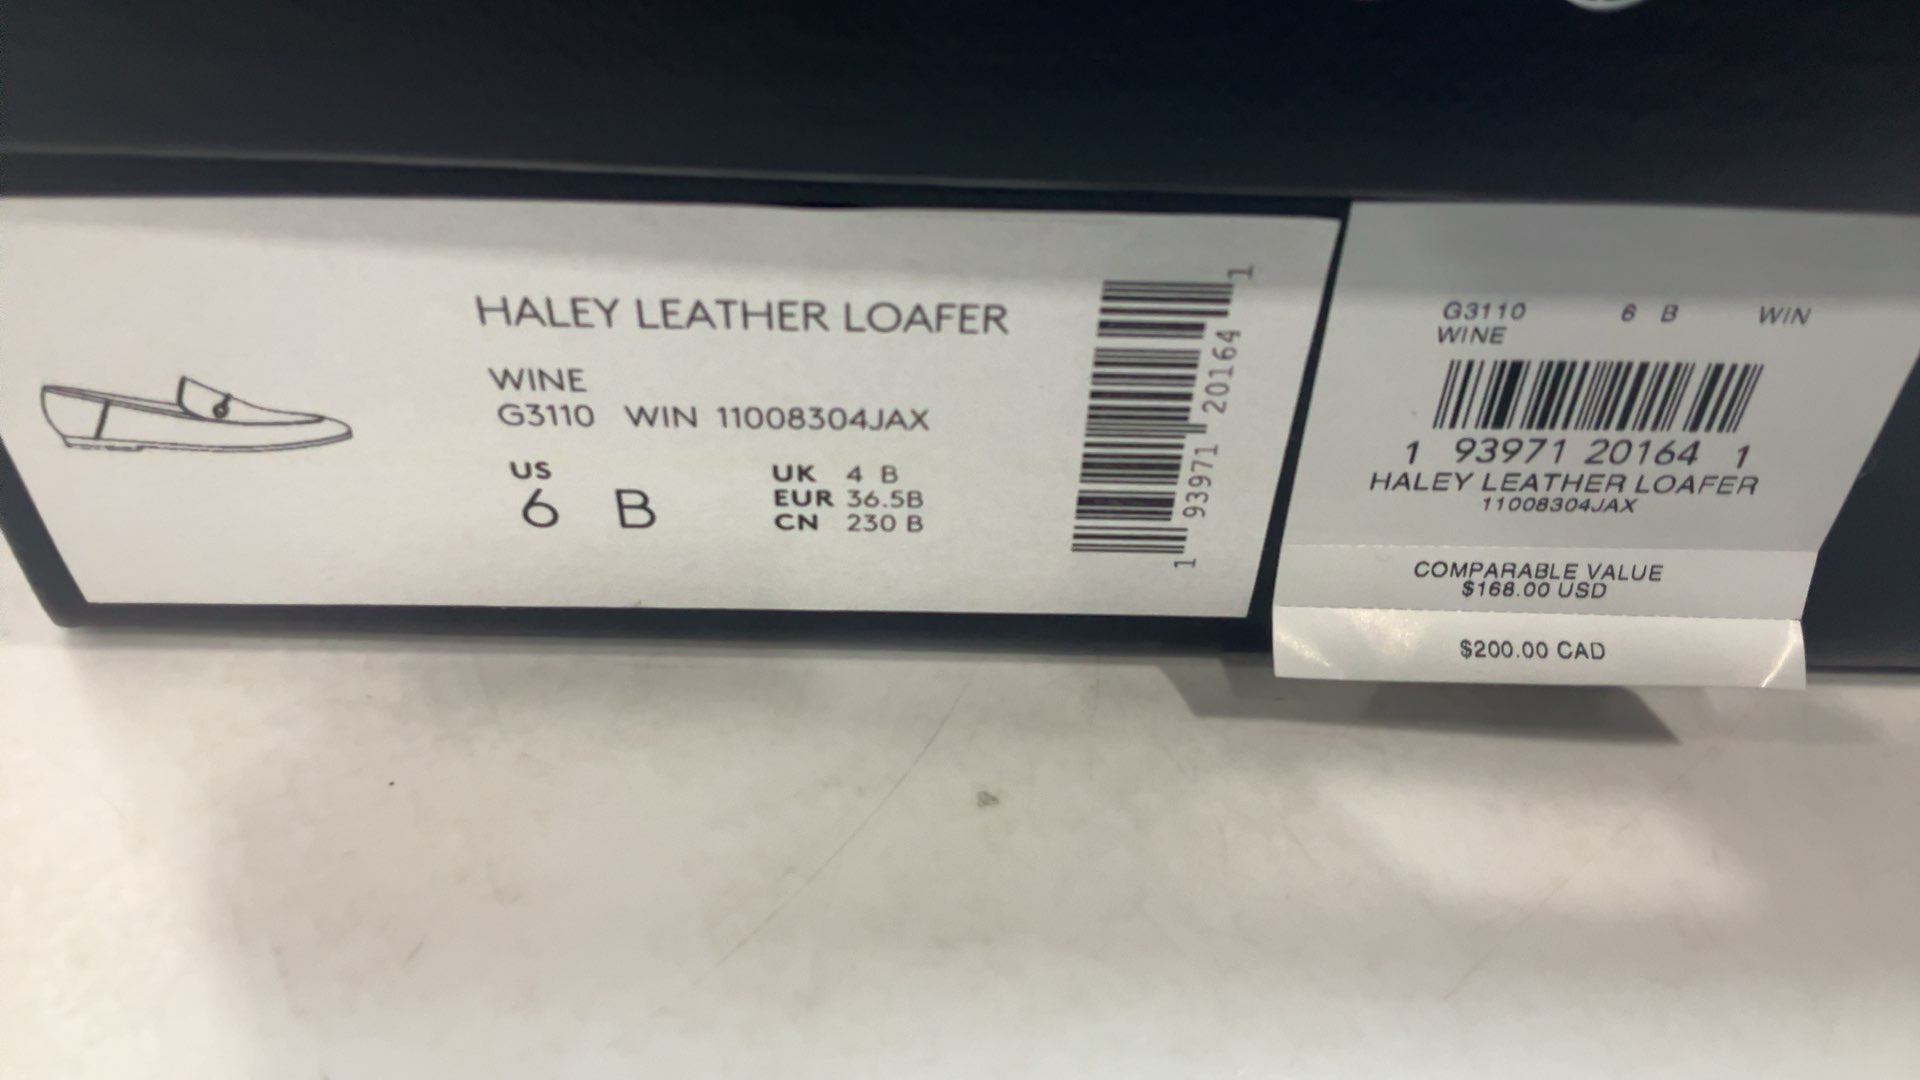 HALEY LEATHER LOAFER
WINE
G3110 WIN 11008304JAX
US
6 B
UK 4 B
EUR 36.5B
CN 230 B
1 93971 20164 1
G3110 6 B WIN
WINE
1 93971 20164 1
HALEY LEATHER LOAFER
11008304JAX
COMPARABLE VALUE
$168.00 USD
$200.00 CAD